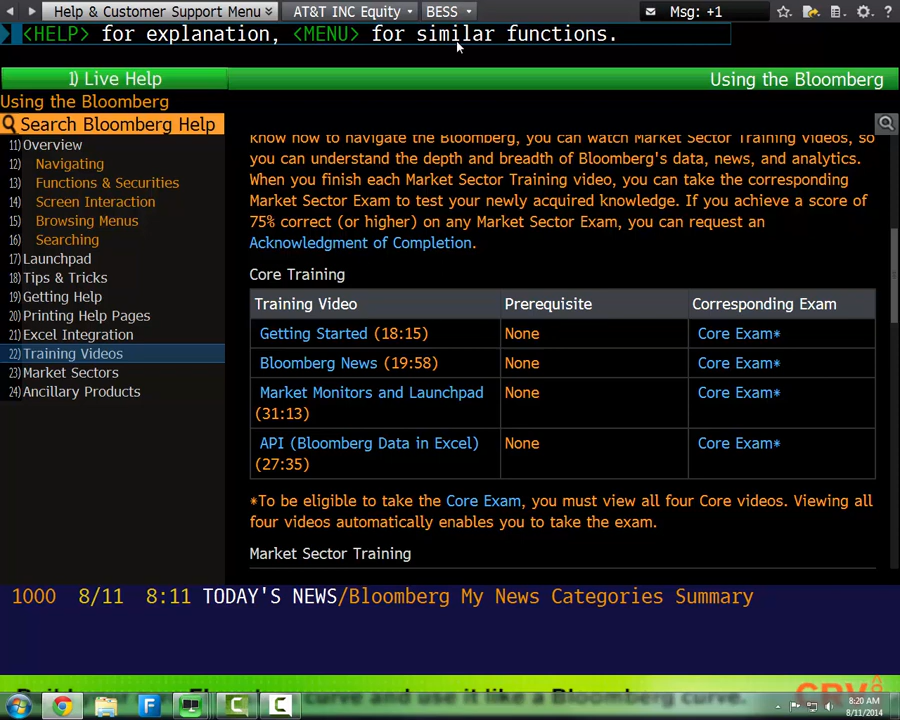 Help & Customer Support Menu AT&T INC Equity BESS Msg: +1
<HELP> for explanation, <MENU> for similar functions.
1) Live Help
Using the Bloomberg
Using the Bloomberg
Search Bloomberg Help
11) Overview
12) Navigating
13) Functions & Securities
14) Screen Interaction
15) Browsing Menus
16) Searching
17) Launchpad
18) Tips & Tricks
19) Getting Help
20) Printing Help Pages
21) Excel Integration
22) Training Videos
23) Market Sectors
24) Ancillary Products
know how to navigate the Bloomberg, you can watch Market Sector Training Videos, so
you can understand the depth and breadth of Bloomberg's data, news, and analytics.
When you finish each Market Sector Training video, you can take the corresponding
Market Sector Exam to test your newly acquired knowledge. If you achieve a score of
75% correct (or higher) on any Market Sector Exam, you can request an
Acknowledgment of Completion.
Core Training
Training Video Prerequisite Corresponding Exam
Getting Started (18:15) None Core Exam*
Bloomberg News (19:58) None Core Exam*
Market Monitors and Launchpad None Core Exam*
(31:13)
API (Bloomberg Data in Excel) None Core Exam*
(27:35)
*To be eligible to take the Core Exam, you must view all four Core videos. Viewing all
four videos automatically enables you to take the exam.
Market Sector Training
1000 8/11 8:11 TODAY'S NEWS/Bloomberg My News Categories Summary
curve and use it like a Bloomberg curve.
8:20 AM
8/11/2014